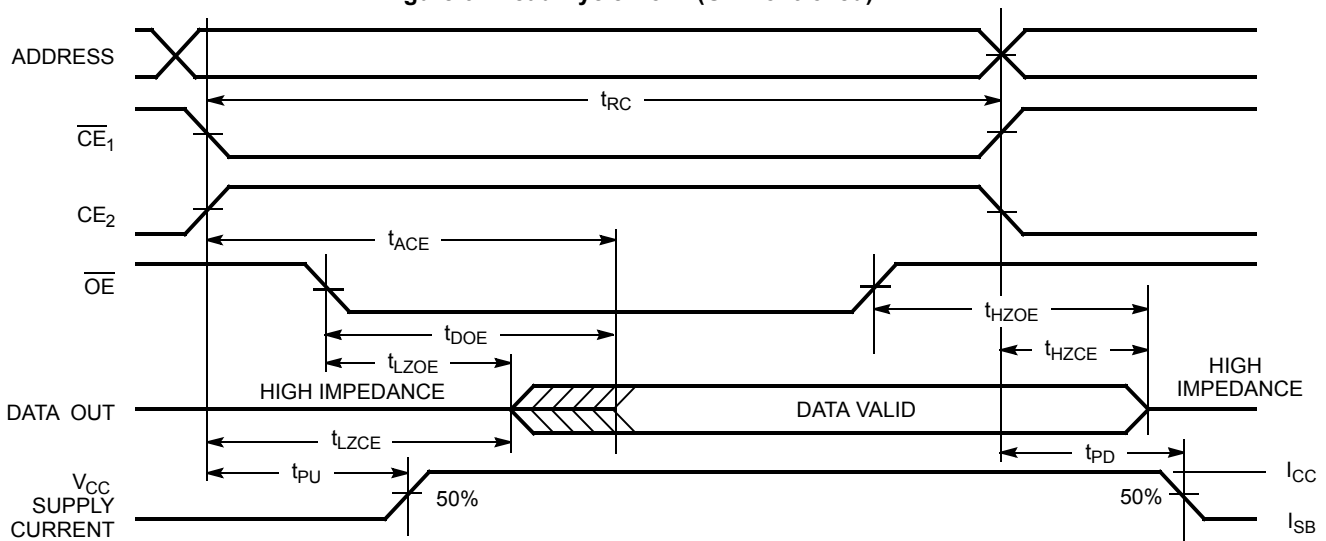 ADDRESS
tRC
CE1
CE2
tACE
OE
tHZOE
tDOE
tLZOE
tHZCE
HIGH IMPEDANCE
HIGH
IMPEDANCE
DATA OUT
DATA VALID
tLZCE
tPU
tPD
VCC
SUPPLY
CURRENT
50%
50%
ICC
ISB